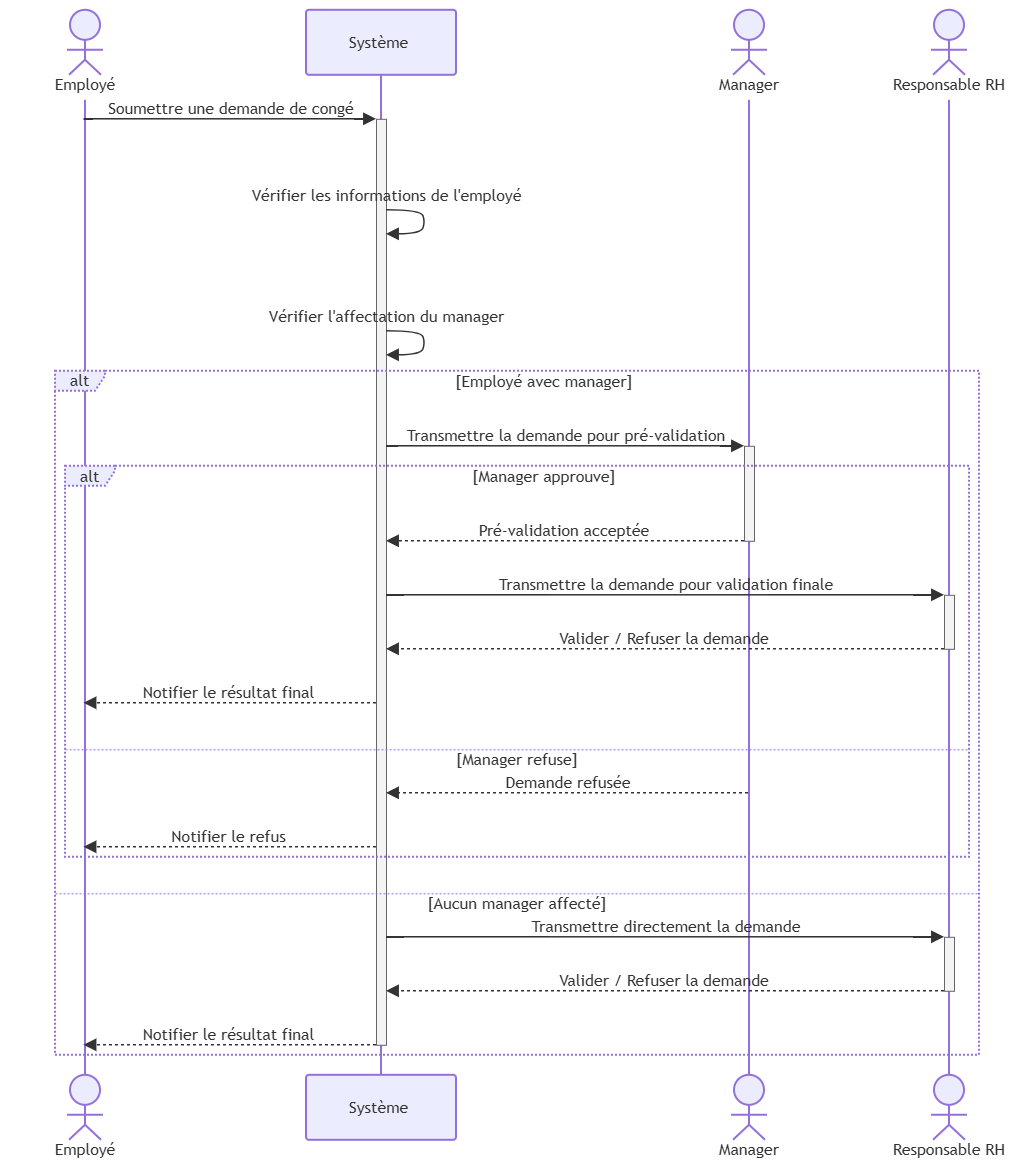 Employé
Système
Manager
Responsable RH
Soumettre une demande de congé
Vérifier les informations de l'employé
Vérifier l'affectation du manager
alt
[Employé avec manager]
Transmettre la demande pour pré-validation
alt
[Manager approuve]
Pré-validation acceptée
Transmettre la demande pour validation finale
Valider / Refuser la demande
Notifier le résultat final
[Manager refuse]
Demande refusée
Notifier le refus
[Aucun manager affecté]
Transmettre directement la demande
Valider / Refuser la demande
Notifier le résultat final
Employé
Système
Manager
Responsable RH